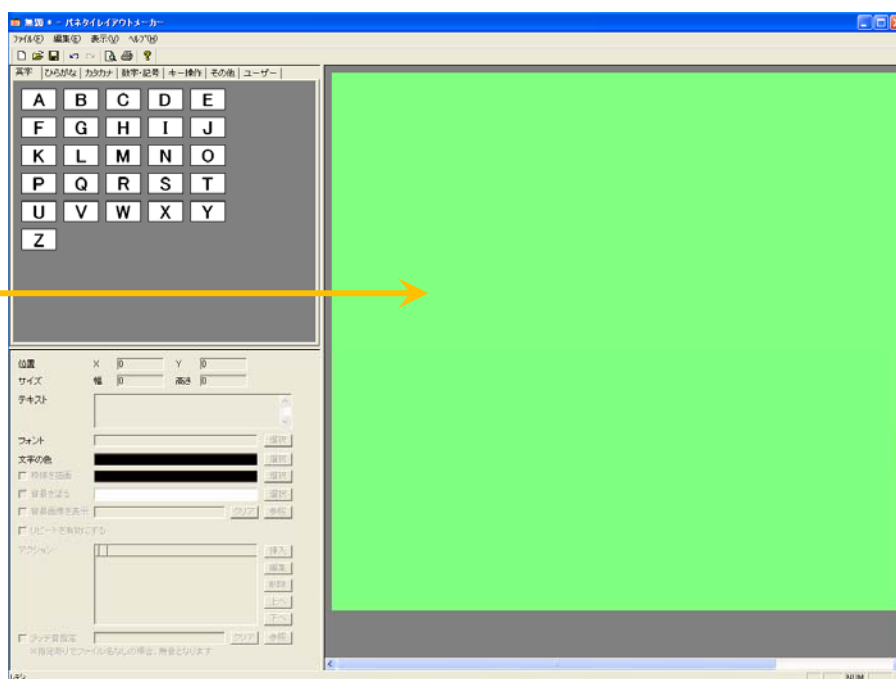 無題 * - パネタイレイアウトメーカー
ファイル(F) 編集(E) 表示(V) ヘルプ(H)
英字 ひらがな カタカナ 数字・記号 キー操作 その他 ユーザー
A B C D E
F G H I J
K L M N O
P Q R S T
U V W X Y
Z
位置 X 0 Y 0
サイズ 幅 0 高さ 0
テキスト
フォント 選択
文字の色 選択
枠線を描画 選択
背景を塗る 選択
背景画像を表示 クリア 参照
リピートを有効にする
アクション 挿入
編集
削除
上へ
下へ
タッチ音設定 クリア 参照
※指定ありでファイル名なしの場合、無音となります
レディ NUM